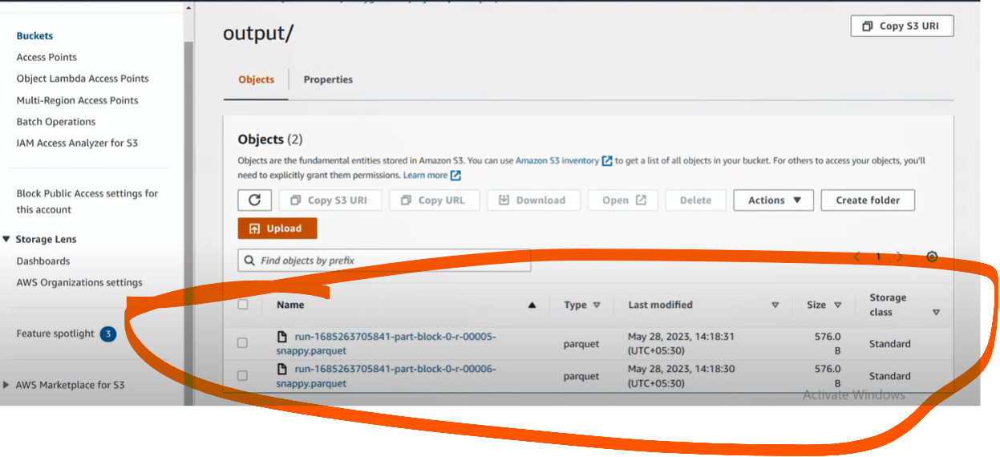 output/
Copy S3 URI
Buckets
Access Points
Object Lambda Access Points
Multi-Region Access Points
Batch Operations
IAM Access Analyzer for S3
Block Public Access settings for
this account
Storage Lens
Dashboards
AWS Organizations settings
Feature spotlight 3
AWS Marketplace for S3
Objects Properties
Objects (2)
Objects are the fundamental entities stored in Amazon S3. You can use Amazon S3 inventory to get a list of all objects in your bucket. For others to access your objects, you'll
need to explicitly grant them permissions. Learn more
Copy S3 URI Copy URL Download Open Delete Actions Create folder
Upload
Find objects by prefix
1
Name Type Last modified Size Storage
class
run-1685263705841-part-block-0-r-00005-
snappy.parquet
parquet
May 28, 2023, 14:18:31
(UTC+05:30)
576.0
B
Standard
run-1685263705841-part-block-0-r-00006-
snappy.parquet
parquet
May 28, 2023, 14:18:30
(UTC+05:30)
576.0
B
Standard
Activate Windows